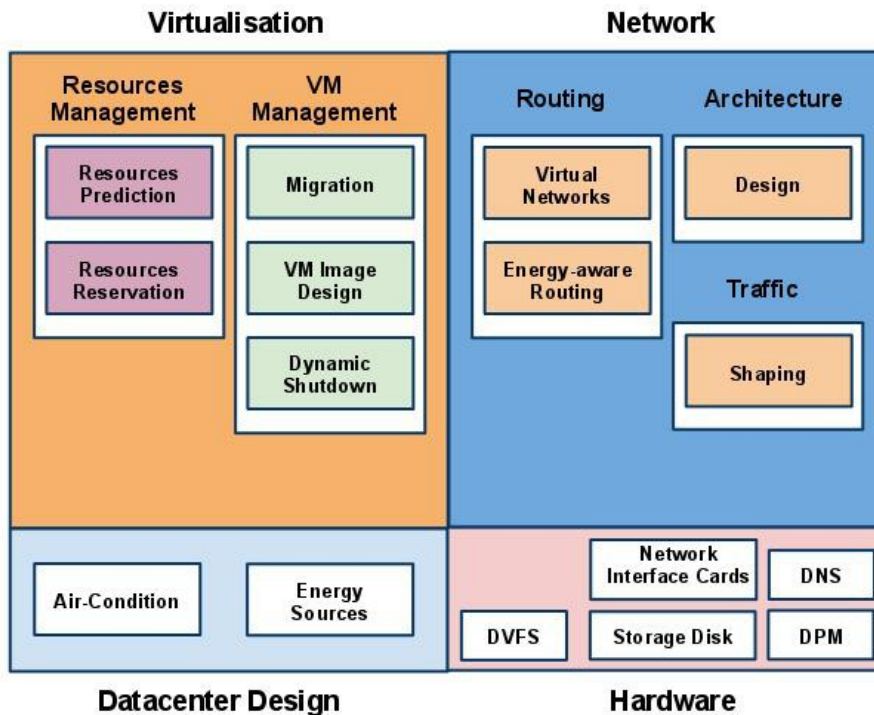 Virtualisation
Network
Resources
Management
VM
Management
Resources
Prediction
Resources
Reservation
Migration
VM Image
Design
Dynamic
Shutdown
Routing
Architecture
Virtual
Networks
Energy-aware
Routing
Design
Traffic
Shaping
Air-Condition
Energy
Sources
Network
Interface Cards
DNS
DVFS
Storage Disk
DPM
Datacenter Design
Hardware